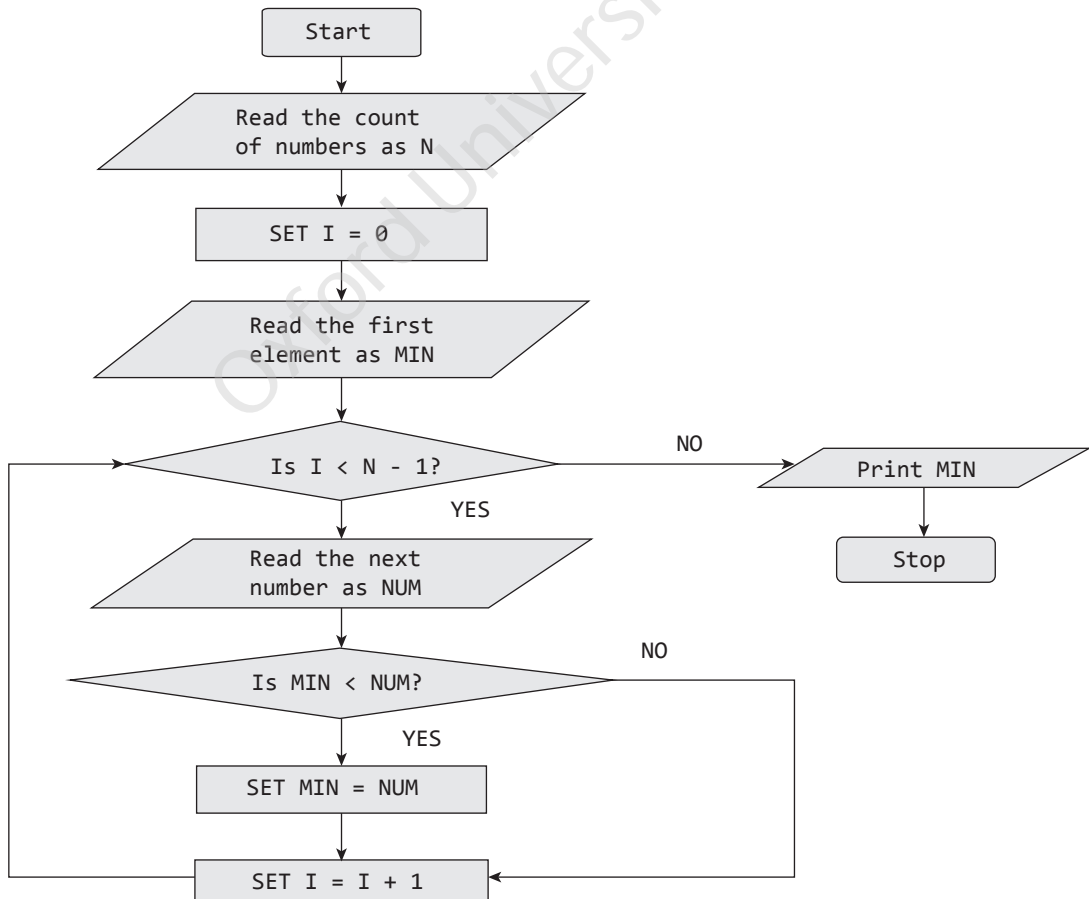 Start
Read the count
of numbers as N
SET I = 0
Read the first
element as MIN
Is I < N - 1?
NO
Print MIN
YES
Stop
Read the next
number as NUM
Is MIN < NUM?
NO
YES
SET MIN = NUM
SET I = I + 1
Oxford Universi